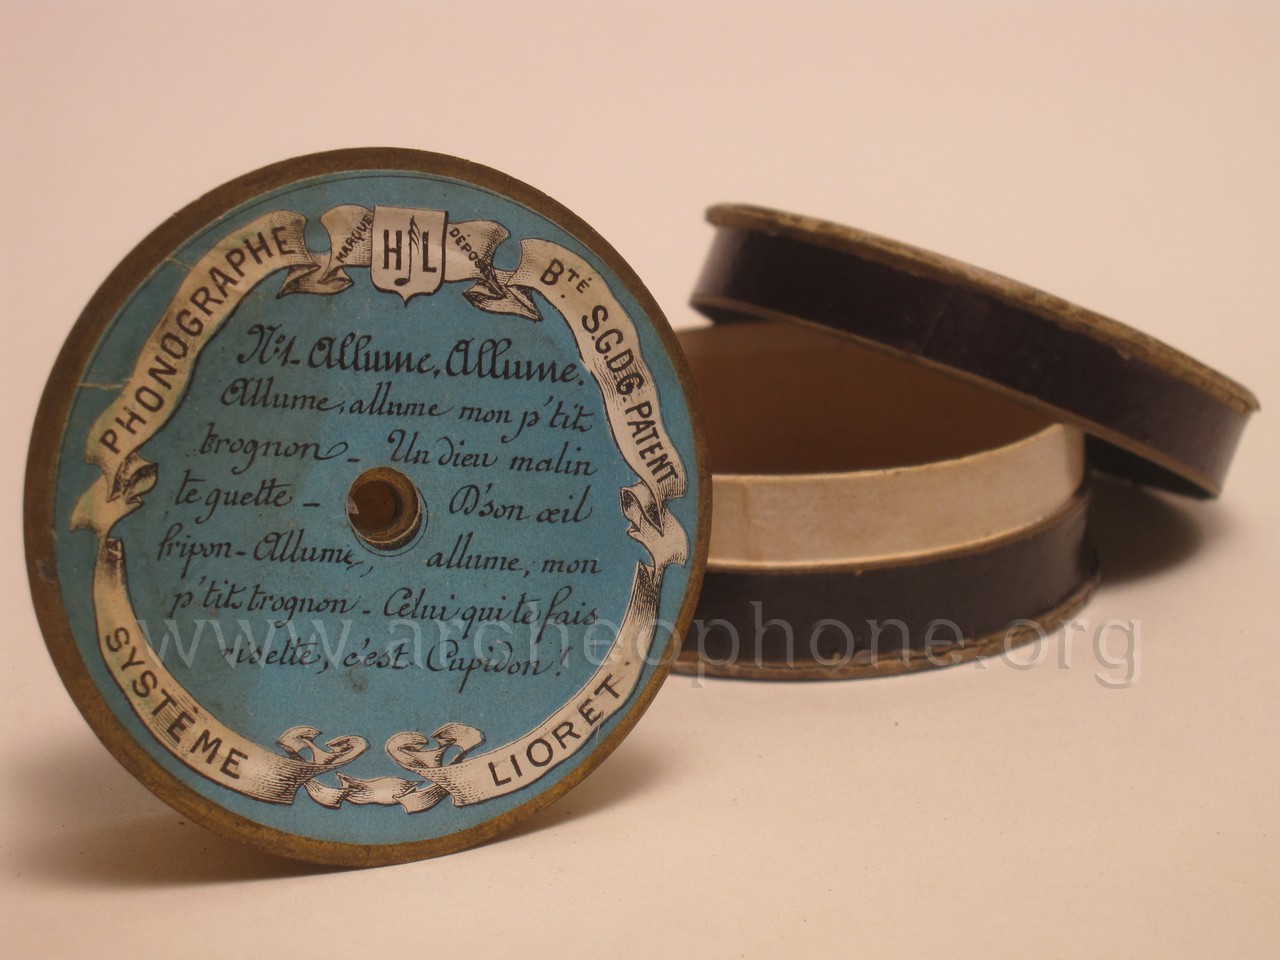 PHONOGRAPHE
MARQUE
H L
DÉPOSÉE
BTÉ S.G.D.G. PATENT
N°1 - Allume, Allume.
Allume, allume mon p'tit
trognon - Un dieu malin
te guette - D'son œil
fripon - Allume, allume, mon
p'tit trognon - Celui qui te fais
risette, c'est Cupidon !
SYSTÈME
LIORET.
www.archeophone.org